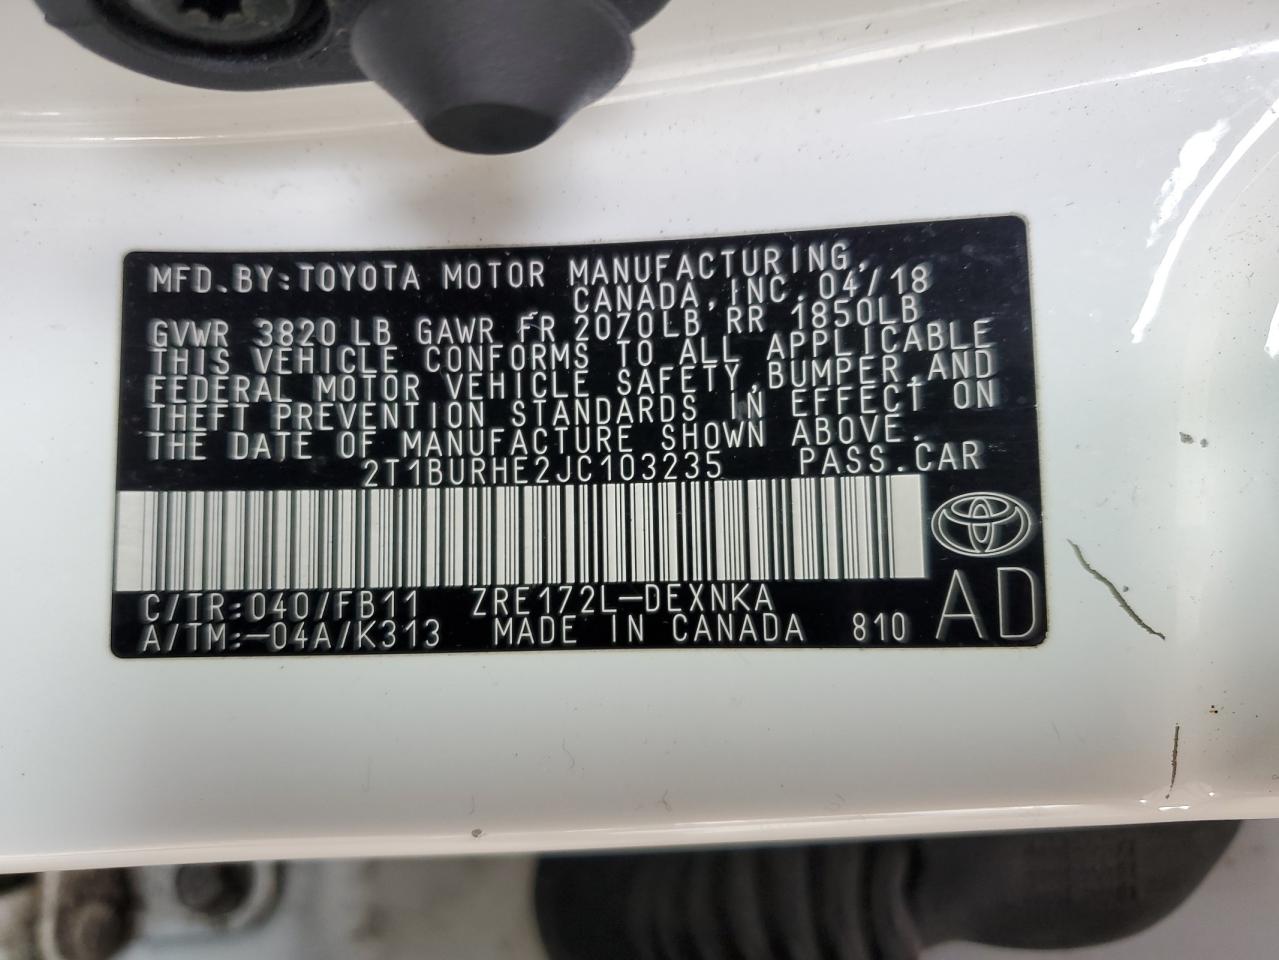 MFD.BY:TOYOTA MOTOR MANUFACTURING,
CANADA,INC.04/18
GVWR 3820LB GAWR FR 2070LB RR 1850LB
THIS VEHICLE CONFORMS TO ALL APPLICABLE
FEDERAL MOTOR VEHICLE SAFETY,BUMPER,AND
THEFT PREVENTION STANDARDS IN EFFECT ON
THE DATE OF MANUFACTURE SHOWN ABOVE.
2T1BURHE2JC103235 PASS.CAR
C/TR:040/FB11 ZRE172L-DEXNKA
A/TM:-04A/K313 MADE IN CANADA 810 AD